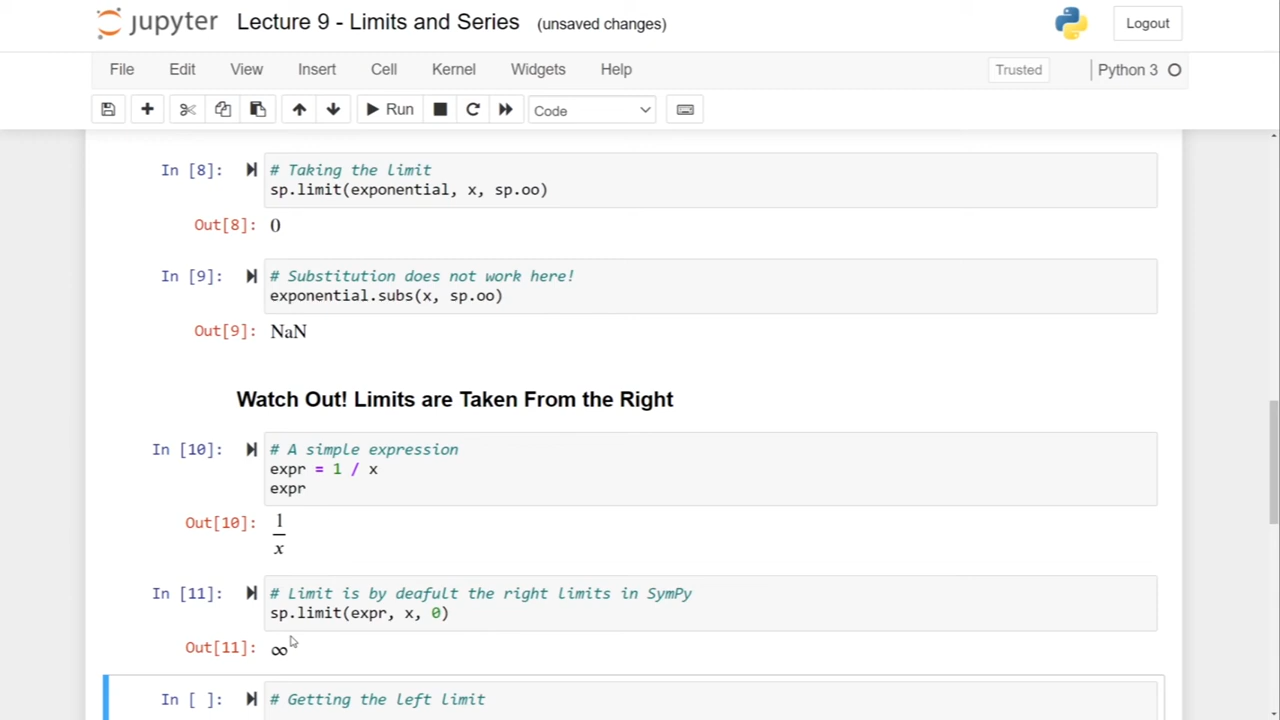 jupyter Lecture 9 - Limits and Series (unsaved changes) Logout
File Edit View Insert Cell Kernel Widgets Help Trusted Python 3
Run Code
In [8]: # Taking the limit
sp.limit(exponential, x, sp.oo)
Out[8]: 0
In [9]: # Substitution does not work here!
exponential.subs(x, sp.oo)
Out[9]: NaN
Watch Out! Limits are Taken From the Right
In [10]: # A simple expression
expr = 1 / x
expr
Out[10]: 1
x
In [11]: # Limit is by deafult the right limits in SymPy
sp.limit(expr, x, 0)
Out[11]: ∞
In [ ]: # Getting the left limit